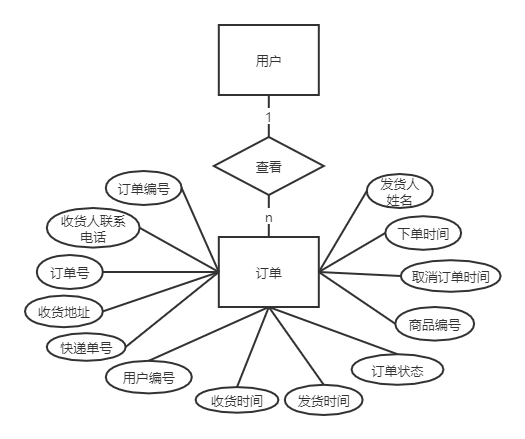 用户
1
查看
n
订单
订单编号
收货人联系
电话
订单号
收货地址
快递单号
用户编号
收货时间
发货时间
订单状态
商品编号
取消订单时间
下单时间
发货人
姓名